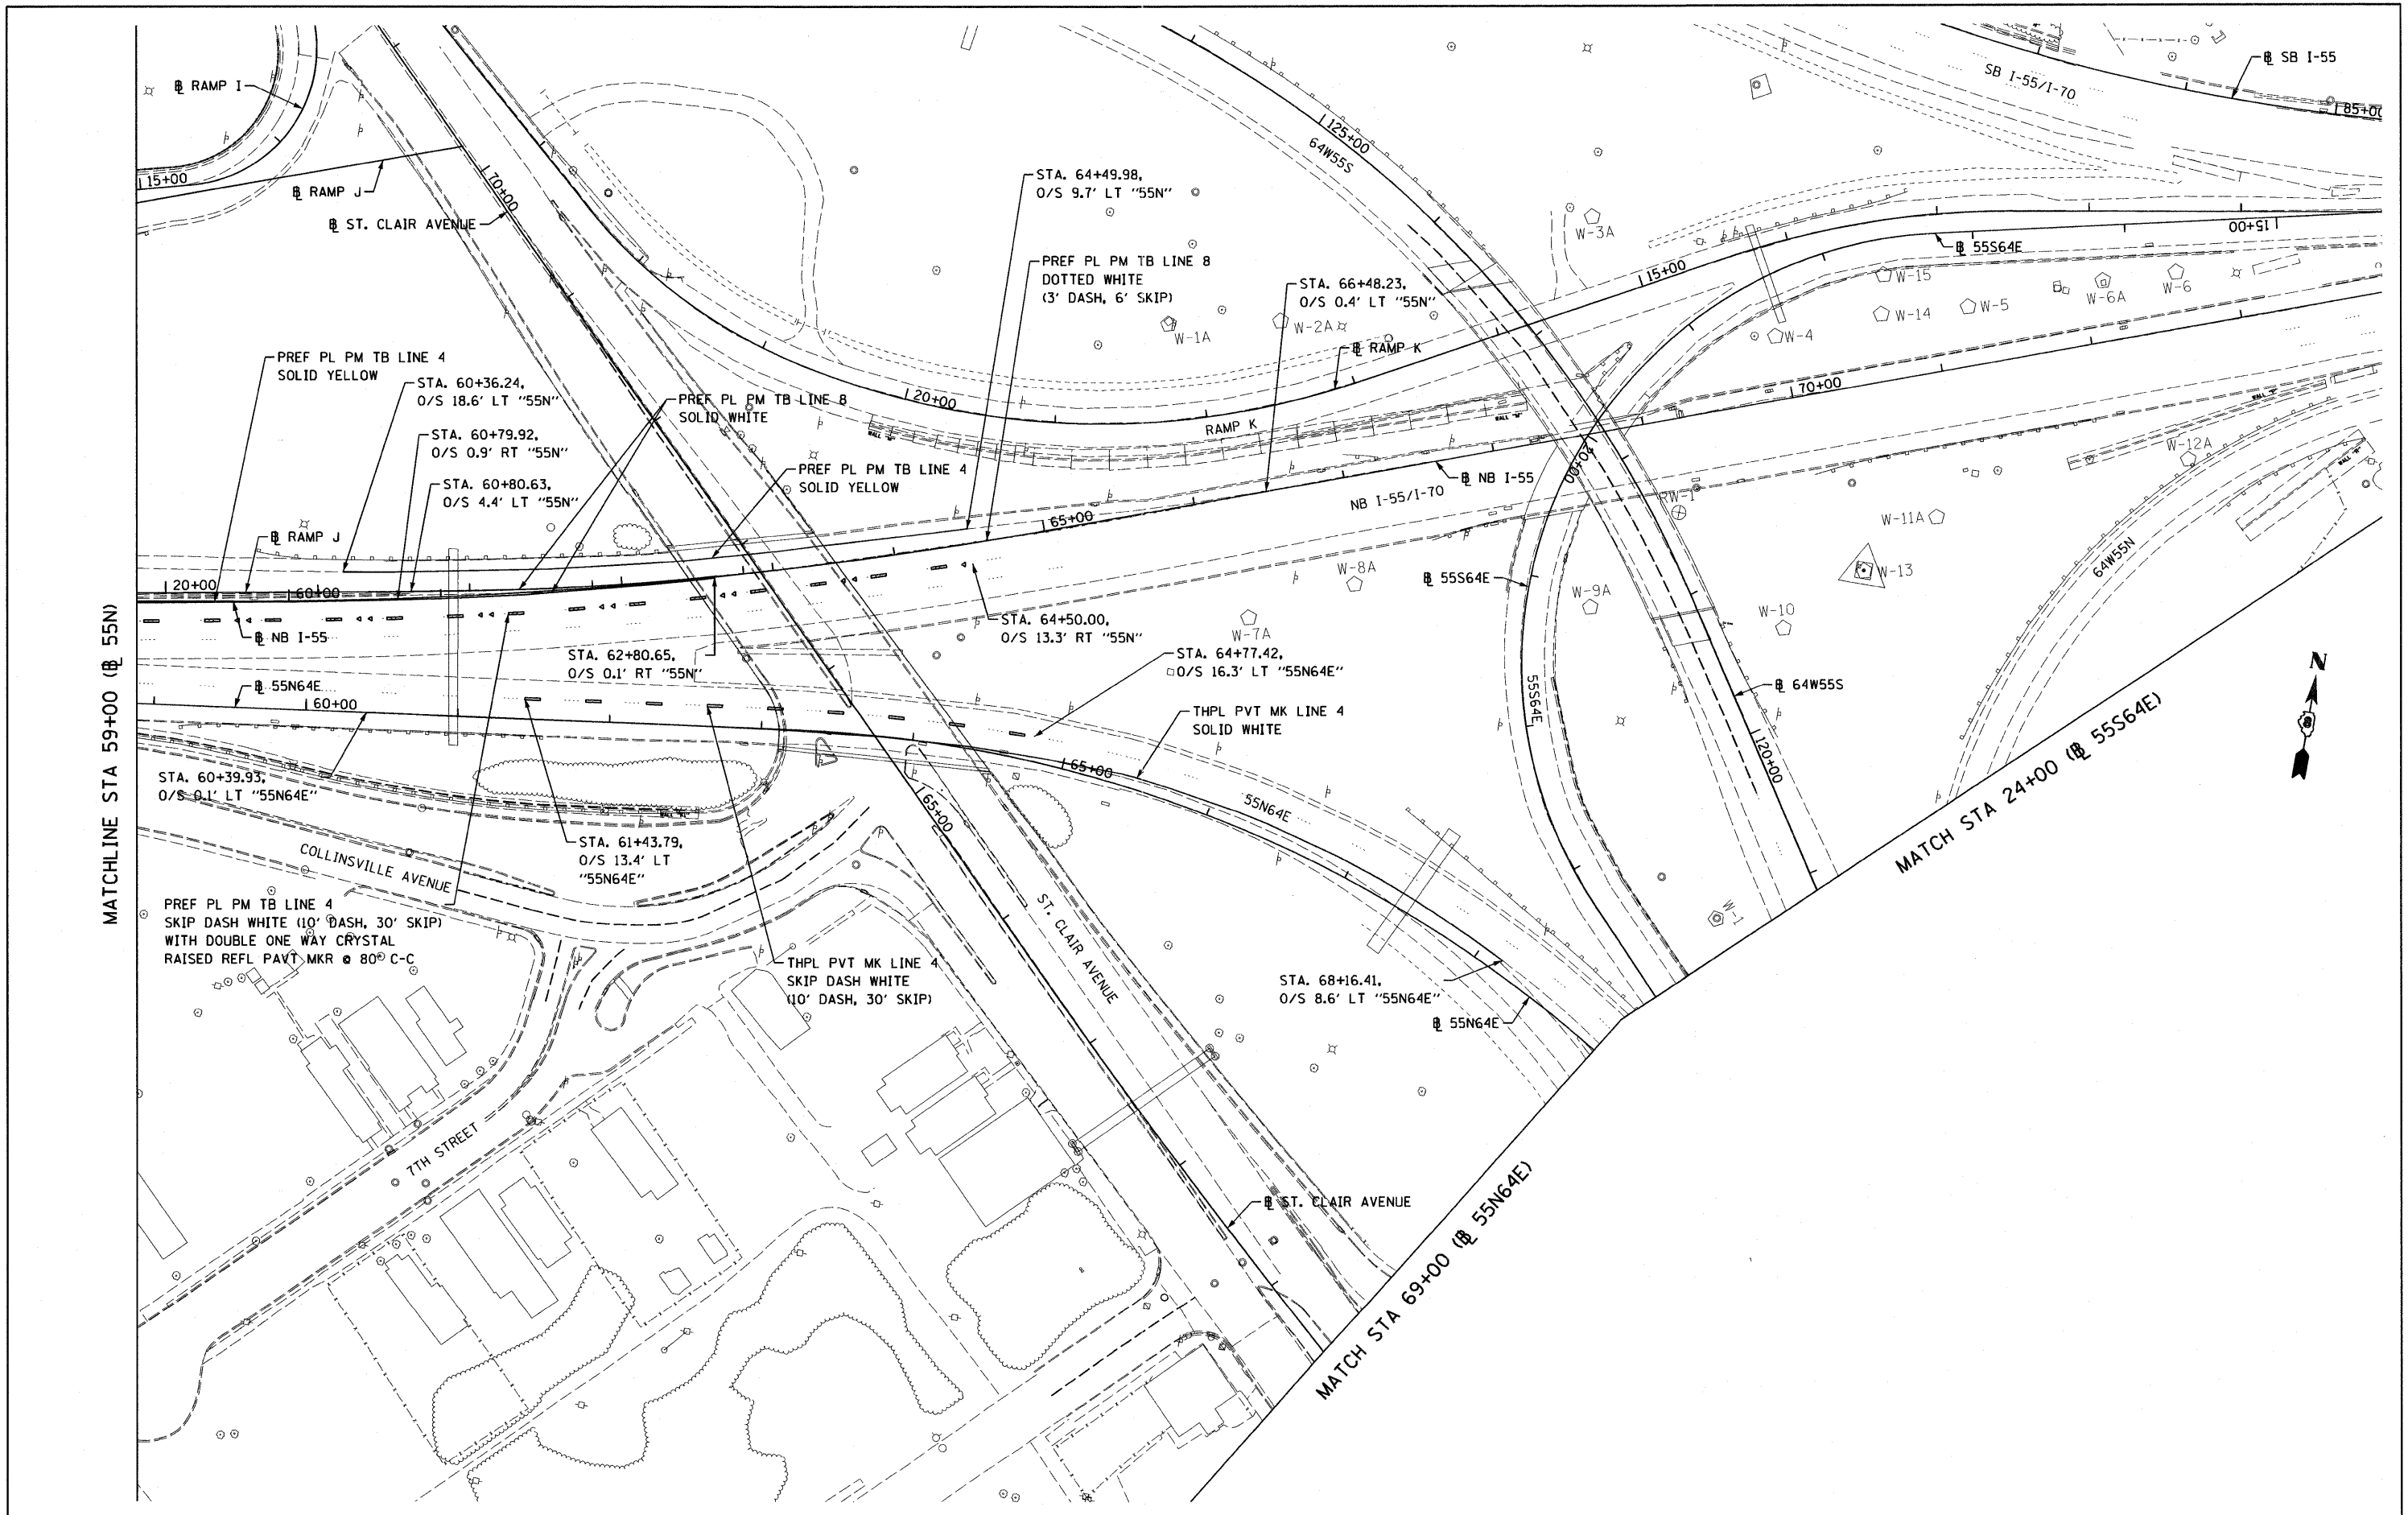 ℄ RAMP I
15+00
℄ RAMP J
℄ ST. CLAIR AVENUE
70+00
STA. 64+49.98,
O/S 9.7' LT "55N"
PREF PL PM TB LINE 8
DOTTED WHITE
(3' DASH, 6' SKIP)
STA. 66+48.23,
O/S 0.4' LT "55N"
125+00
64W55S
SB I-55/I-70
℄ SB I-55
85+00
W-3A
℄ 55S64E
15+00
15+00
W-1A
W-2A
℄ RAMP K
W-15
W-14
W-5
W-6A
W-6
W-4
PREF PL PM TB LINE 4
SOLID YELLOW
STA. 60+36.24,
O/S 18.6' LT "55N"
STA. 60+79.92,
O/S 0.9' RT "55N"
STA. 60+80.63,
O/S 4.4' LT "55N"
PREF PL PM TB LINE 8
SOLID WHITE
PREF PL PM TB LINE 4
SOLID YELLOW
20+00
RAMP K
70+00
℄ NB I-55
NB I-55/I-70
20+00
W-12A
RW-1
W-11A
W-13
64W55N
℄ RAMP J
20+00
60+00
65+00
℄ NB I-55
MATCHLINE STA 59+00 (℄ 55N)
W-8A
℄ 55S64E
W-9A
W-10
W-7A
STA. 64+50.00,
O/S 13.3' RT "55N"
STA. 62+80.65,
O/S 0.1' RT "55N"
STA. 64+77.42,
O/S 16.3' LT "55N64E"
℄ 55N64E
60+00
THPL PVT MK LINE 4
SOLID WHITE
55S64E
℄ 64W55S
120+00
N
MATCH STA 24+00 (℄ 55S64E)
65+00
55N64E
STA. 60+39.93,
O/S 0.1' LT "55N64E"
65+00
COLLINSVILLE AVENUE
STA. 61+43.79,
O/S 13.4' LT
"55N64E"
PREF PL PM TB LINE 4
SKIP DASH WHITE (10' DASH, 30' SKIP)
WITH DOUBLE ONE WAY CRYSTAL
RAISED REFL PAVT MKR @ 80' C-C
THPL PVT MK LINE 4
SKIP DASH WHITE
(10' DASH, 30' SKIP)
ST. CLAIR AVENUE
W-1
STA. 68+16.41,
O/S 8.6' LT "55N64E"
℄ 55N64E
7TH STREET
℄ ST. CLAIR AVENUE
MATCH STA 69+00 (℄ 55N64E)